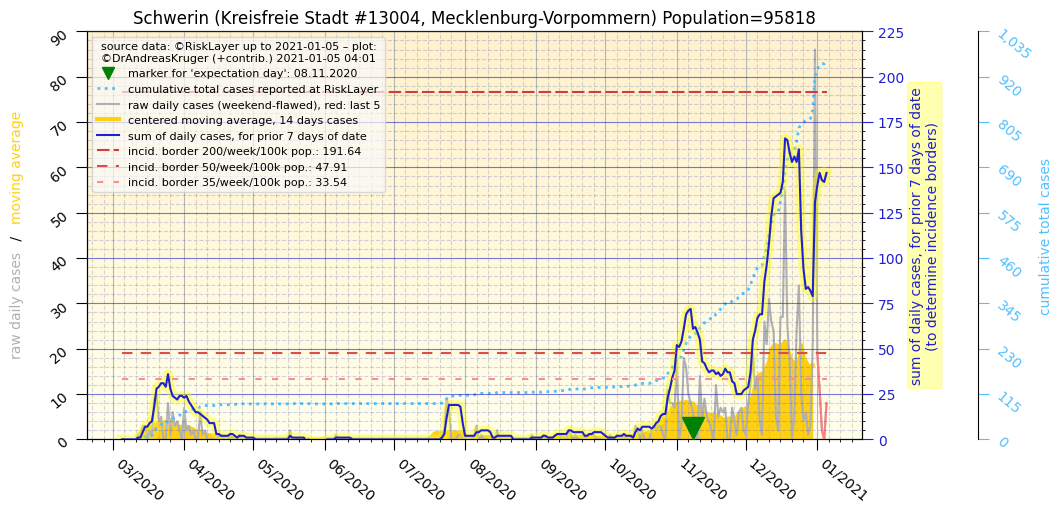 Schwerin (Kreisfreie Stadt #13004, Mecklenburg-Vorpommern) Population=95818
source data: ©RiskLayer up to 2021-01-05 – plot:
©DrAndreasKruger (+contrib.) 2021-01-05 04:01
marker for 'expectation day': 08.11.2020
cumulative total cases reported at RiskLayer
raw daily cases (weekend-flawed), red: last 5
centered moving average, 14 days cases
sum of daily cases, for prior 7 days of date
incid. border 200/week/100k pop.: 191.64
incid. border 50/week/100k pop.: 47.91
incid. border 35/week/100k pop.: 33.54
raw daily cases / moving average
90
80
70
60
50
40
30
20
10
0
03/2020
04/2020
05/2020
06/2020
07/2020
08/2020
09/2020
10/2020
11/2020
12/2020
01/2021
225
200
175
150
125
100
75
50
25
0
sum of daily cases, for prior 7 days of date
(to determine incidence borders)
1,035
920
805
690
575
460
345
230
115
0
cumulative total cases